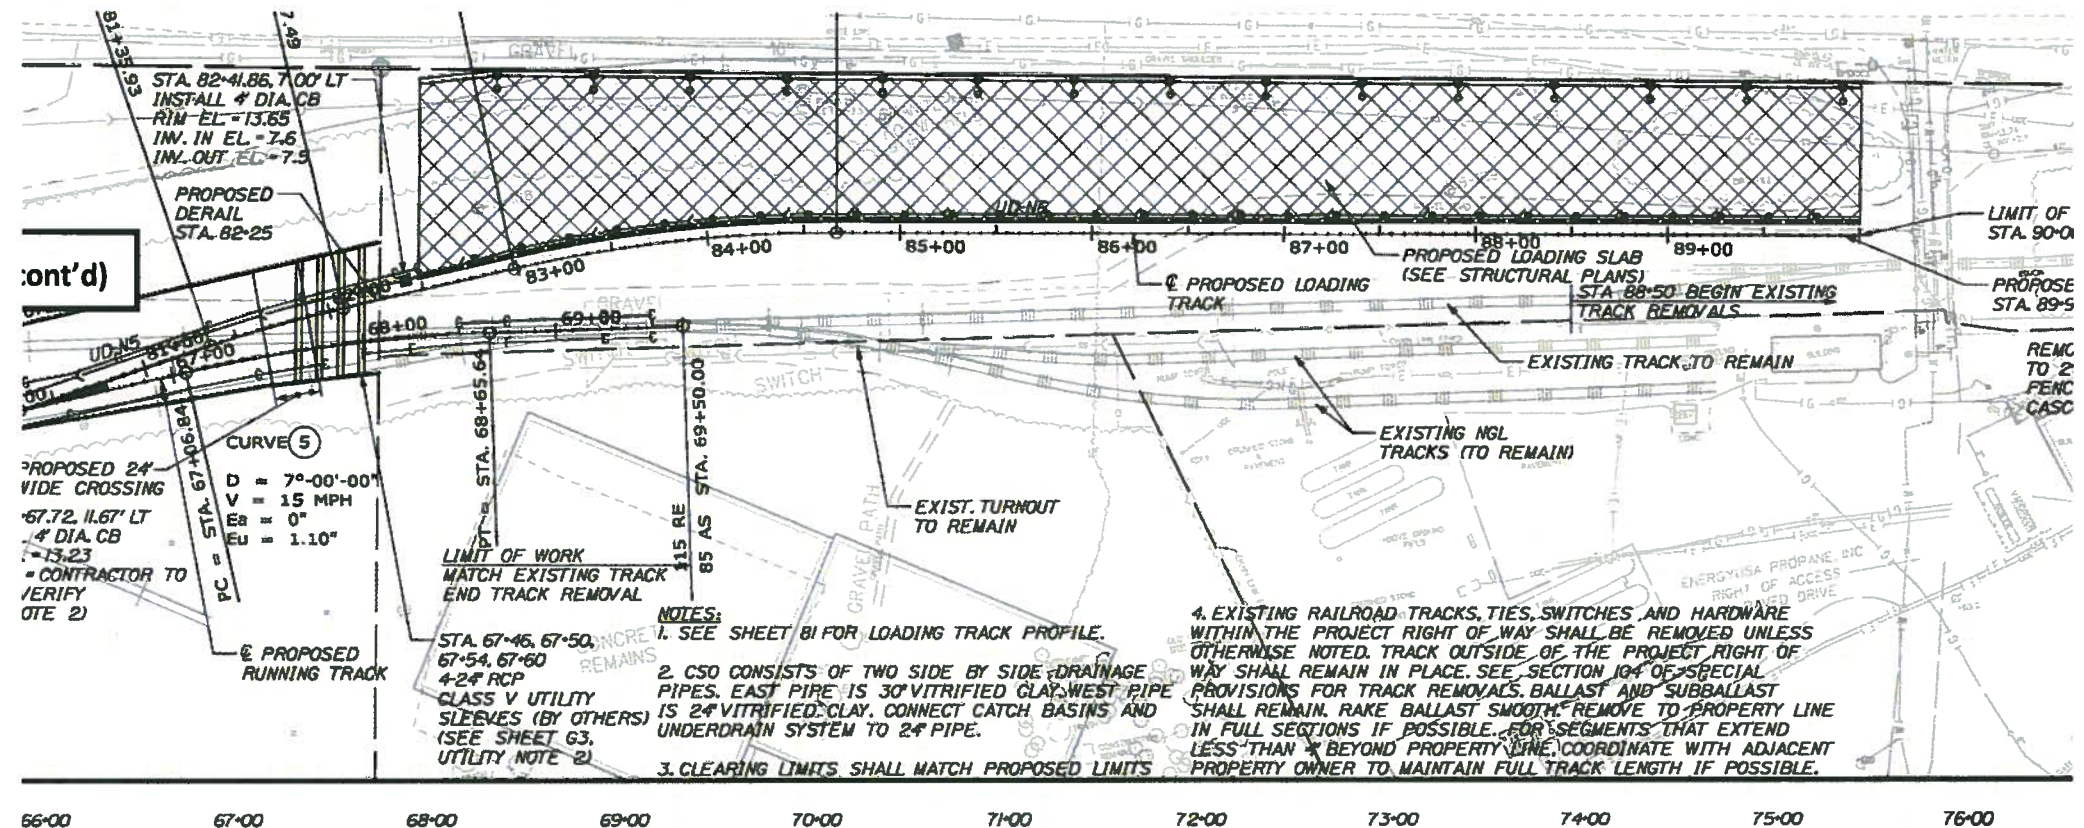 81+35.93
7.49
STA. 82+41.86, 7.00' LT
INSTALL 4' DIA. CB
RIM EL.=13.65
INV. IN EL.=7.6
INV. OUT EL.=7.5
PROPOSED
DERAIL
STA. 82+25
cont'd)
GRAVEL
UD-N5
84+00
85+00
86+00
87+00
88+00
89+00
83+00
LIMIT OF
STA. 90+0
PROPOSED LOADING SLAB
(SEE STRUCTURAL PLANS)
℄ PROPOSED LOADING
TRACK
STA 88+50 BEGIN EXISTING
TRACK REMOVALS
PROPOSE
STA. 89+9
UD-N5
81+00
67+00
68+00
69+00
GRAVEL
SWITCH
SWITCH
EXISTING TRACK TO REMAIN
BUILDING
REMO
TO 2
FENC
CASC
EXISTING NGL
TRACKS (TO REMAIN)
CURVE 5
D = 7°-00'-00"
V = 15 MPH
Ea = 0"
Eu = 1.10"
PROPOSED 24'
WIDE CROSSING
+67.72, 11.67' LT
4' DIA. CB
=13.23
= CONTRACTOR TO
VERIFY
OTE 2)
PC = STA. 67+06.84
PT = STA. 68+65.64
STA. 69+50.00
115 RE
85 AS
EXIST. TURNOUT
TO REMAIN
LIMIT OF WORK
MATCH EXISTING TRACK
END TRACK REMOVAL
GRAVEL PATH
CONCRETE
REMAINS
ENERGYUSA PROPANE, INC
RIGHT OF ACCESS
PAVED DRIVE
℄ PROPOSED
RUNNING TRACK
STA. 67+46, 67+50,
67+54, 67+60
4-24" RCP
CLASS V UTILITY
SLEEVES (BY OTHERS)
(SEE SHEET G3,
UTILITY NOTE 2)
NOTES:
1. SEE SHEET 81 FOR LOADING TRACK PROFILE.
2. CSO CONSISTS OF TWO SIDE BY SIDE DRAINAGE
PIPES. EAST PIPE IS 30" VITRIFIED CLAY. WEST PIPE
IS 24" VITRIFIED CLAY. CONNECT CATCH BASINS AND
UNDERDRAIN SYSTEM TO 24" PIPE.
3. CLEARING LIMITS SHALL MATCH PROPOSED LIMITS
4. EXISTING RAILROAD TRACKS, TIES, SWITCHES AND HARDWARE
WITHIN THE PROJECT RIGHT OF WAY SHALL BE REMOVED UNLESS
OTHERWISE NOTED. TRACK OUTSIDE OF THE PROJECT RIGHT OF
WAY SHALL REMAIN IN PLACE. SEE SECTION 104 OF SPECIAL
PROVISIONS FOR TRACK REMOVALS. BALLAST AND SUBBALLAST
SHALL REMAIN. RAKE BALLAST SMOOTH. REMOVE TO PROPERTY LINE
IN FULL SECTIONS IF POSSIBLE. FOR SEGMENTS THAT EXTEND
LESS THAN 4' BEYOND PROPERTY LINE, COORDINATE WITH ADJACENT
PROPERTY OWNER TO MAINTAIN FULL TRACK LENGTH IF POSSIBLE.
66+00 67+00 68+00 69+00 70+00 71+00 72+00 73+00 74+00 75+00 76+00